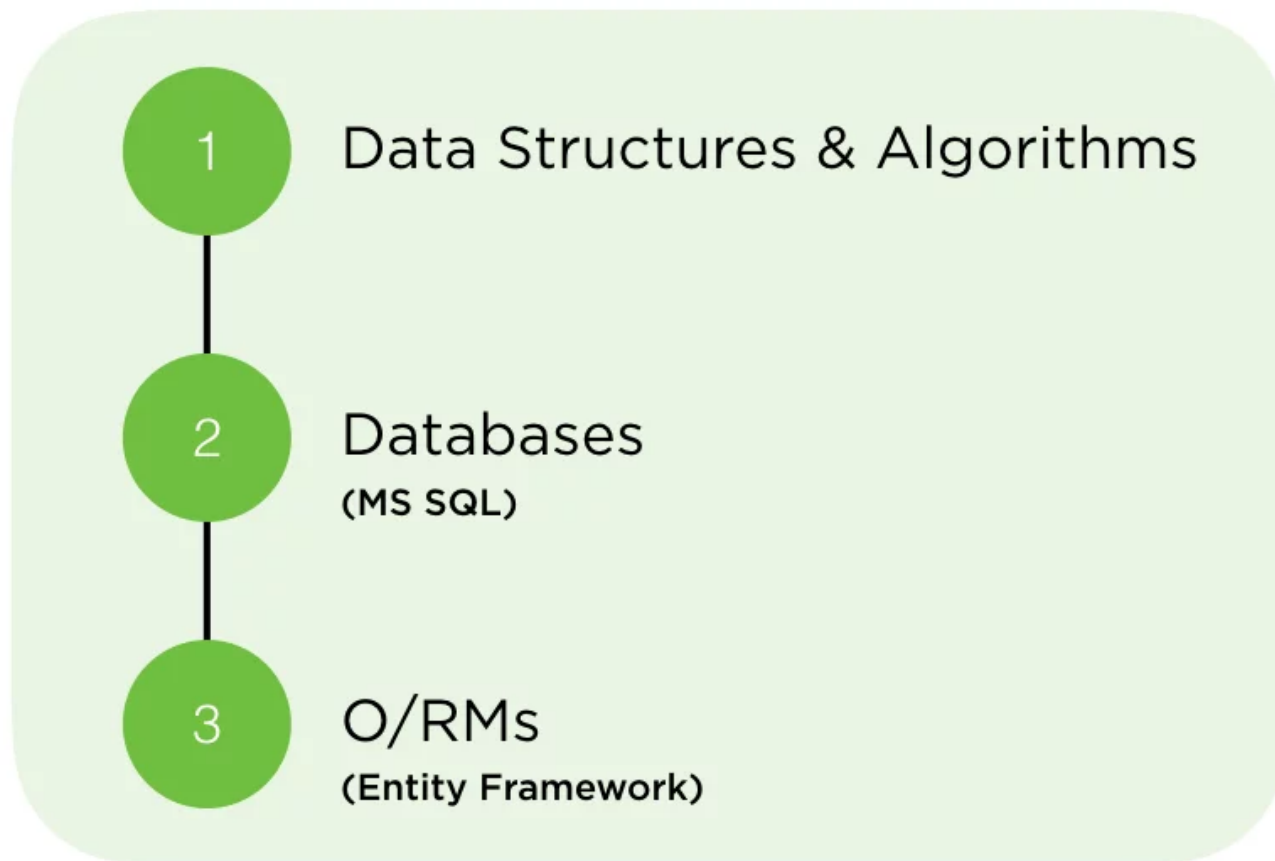 1
Data Structures & Algorithms
2
Databases
(MS SQL)
3
O/RMs
(Entity Framework)